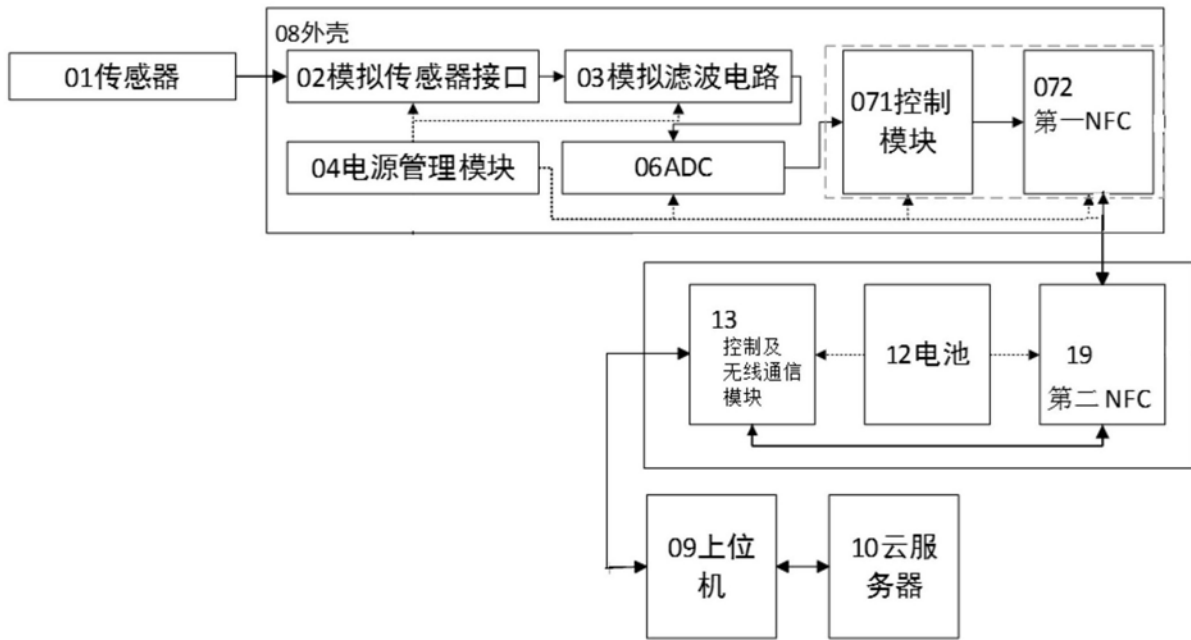 08外壳
01传感器
02模拟传感器接口
03模拟滤波电路
071控制
模块
072
第一NFC
04电源管理模块
06ADC
13
控制及
无线通信
模块
12电池
19
第二 NFC
09上位
机
10云服
务器